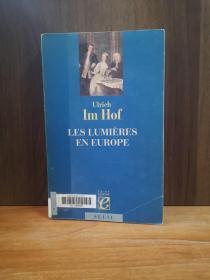 Ulrich
Im Hof
LES LUMIÈRES
EN EUROPE
SEUIL